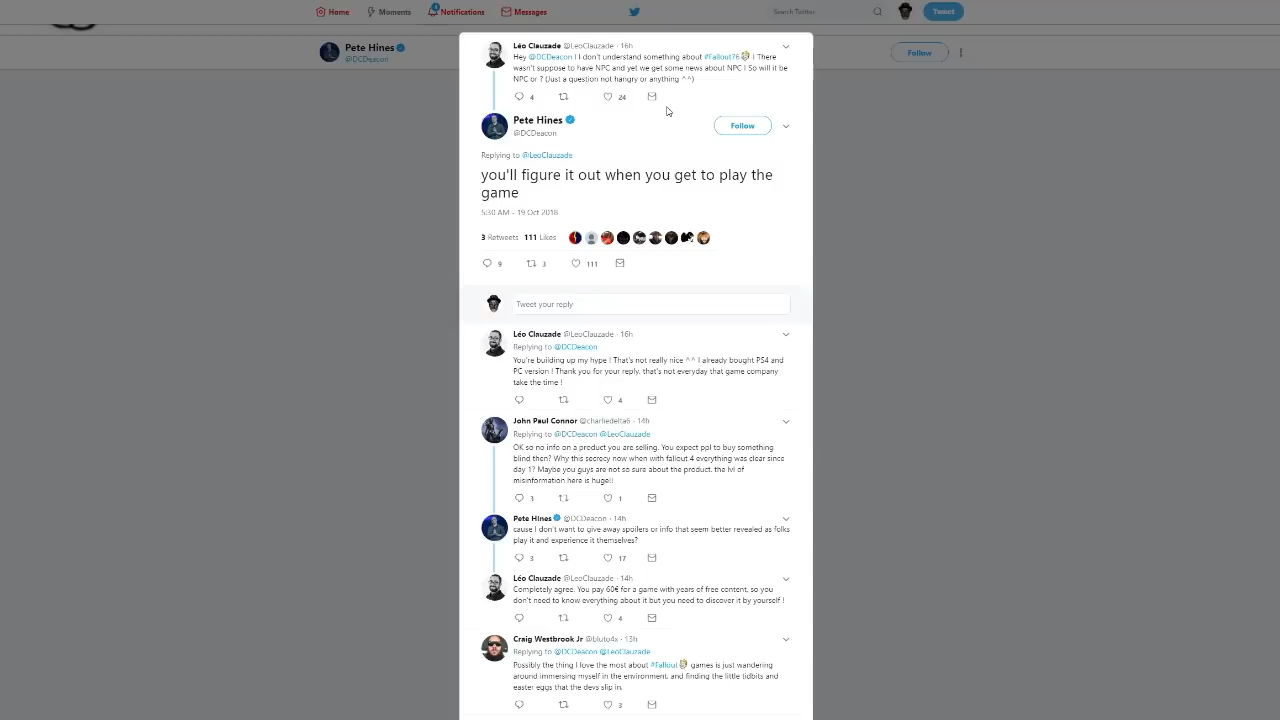 Home
Moments
Notifications
Messages
Search Twitter
Tweet
Pete Hines
@DCDeacon
Follow
Léo Clauzade @LeoClauzade · 16h
Hey @DCDeacon ! I don't understand something about #Fallout76 ! There
wasn't suppose to have NPC and yet we get some news about NPC ! So will it be
NPC or ? (Just a question not hangry or anything ^^)
4 24
Pete Hines
@DCDeacon
Follow
Replying to @LeoClauzade
you'll figure it out when you get to play the
game
5:30 AM - 19 Oct 2018
3 Retweets 111 Likes
9 3 111
Tweet your reply
Léo Clauzade @LeoClauzade · 16h
Replying to @DCDeacon
You're building up my hype ! That's not really nice ^^ I already bought PS4 and
PC version ! Thank you for your reply, that's not everyday that game company
take the time !
4
John Paul Connor @charliedelta6 · 14h
Replying to @DCDeacon @LeoClauzade
OK so no info on a product you are selling. You expect ppl to buy something
blind then? Why this secrecy now when with fallout 4 everything was clear since
day 1? Maybe you guys are not so sure about the product. the lvl of
misinformation here is huge!!
3 1
Pete Hines @DCDeacon · 14h
cause I don't want to give away spoilers or info that seem better revealed as folks
play it and experience it themselves?
3 17
Léo Clauzade @LeoClauzade · 14h
Completely agree. You pay 60€ for a game with years of free content, so you
don't need to know everything about it but you need to discover it by yourself !
4
Craig Westbrook Jr @bluto4x · 13h
Replying to @DCDeacon @LeoClauzade
Possibly the thing I love the most about #Fallout games is just wandering
around immersing myself in the environment, and finding the little tidbits and
easter eggs that the devs slip in.
3